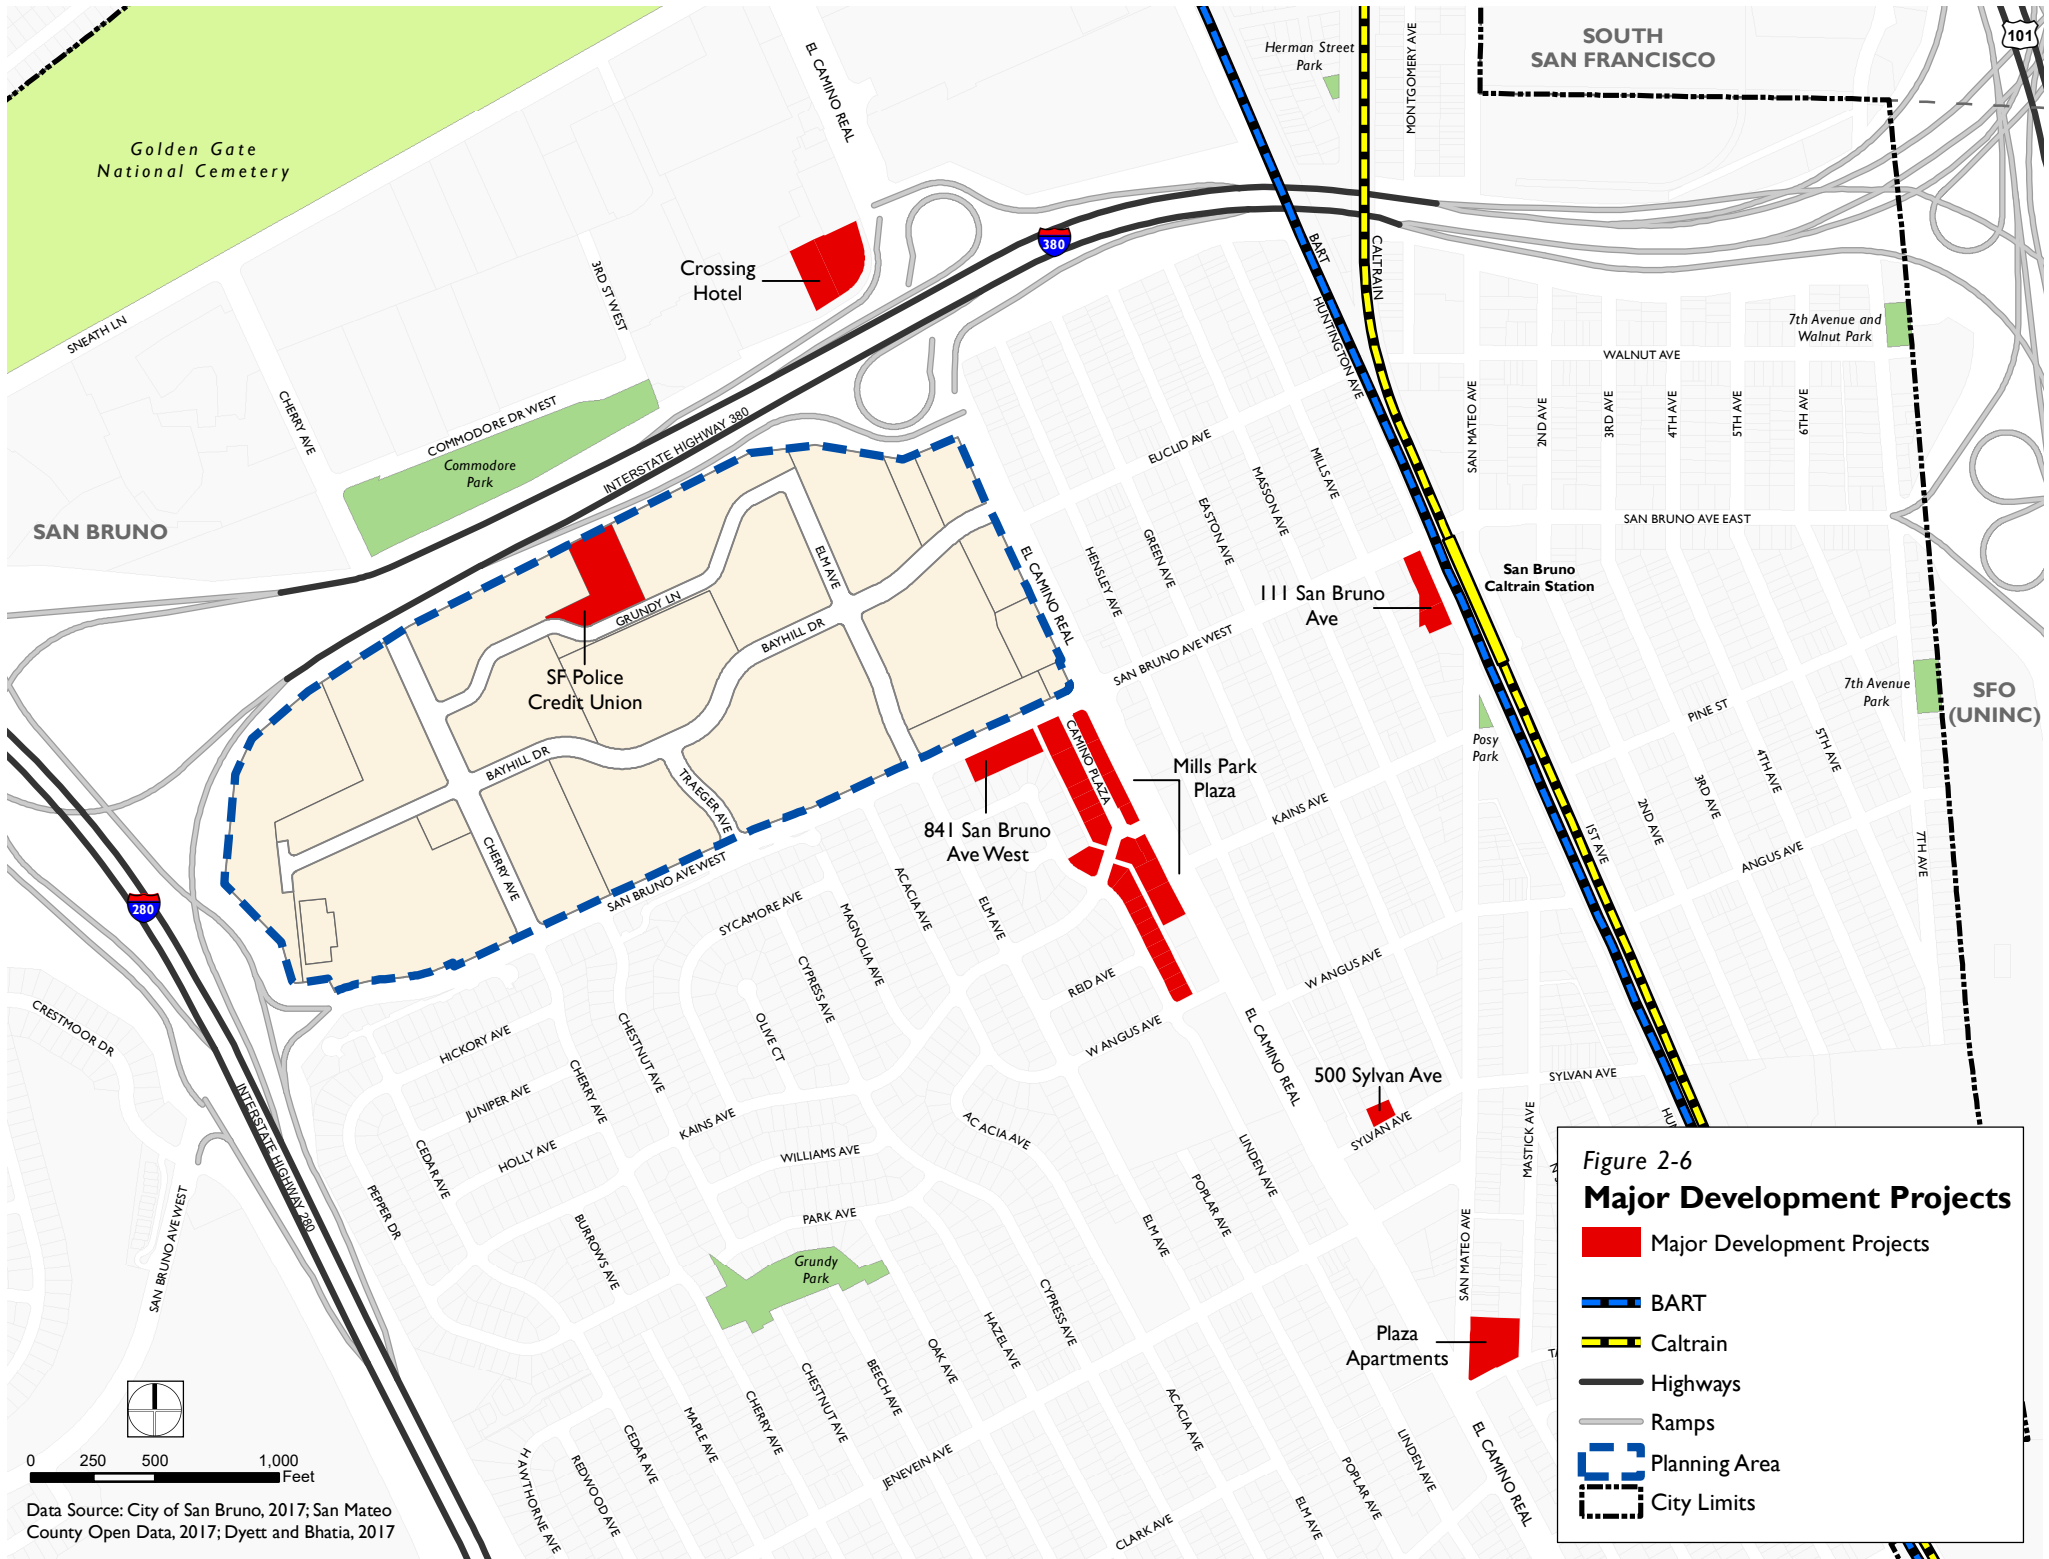 EL CAMINO REAL
Herman Street
Park
MONTGOMERY AVE
SOUTH
SAN FRANCISCO
101
Golden Gate
National Cemetery
380
BART
CALTRAIN
Crossing
Hotel
3RD ST WEST
SNEATH LN
HUNTINGTON AVE
7th Avenue and
Walnut Park
WALNUT AVE
CHERRY AVE
COMMODORE DR WEST
Commodore
Park
INTERSTATE HIGHWAY 380
EUCLID AVE
MILLS AVE
MASSON AVE
EASTON AVE
GREEN AVE
HENSLEY AVE
SAN MATEO AVE
2ND AVE
3RD AVE
4TH AVE
5TH AVE
6TH AVE
SAN BRUNO
SAN BRUNO AVE EAST
ELM AVE
EL CAMINO REAL
111 San Bruno
Ave
San Bruno
Caltrain Station
GRUNDY LN
BAYHILL DR
SAN BRUNO AVE WEST
SF Police
Credit Union
7th Avenue
Park
SFO
(UNINC)
PINE ST
Posy
Park
5TH AVE
4TH AVE
3RD AVE
2ND AVE
1ST AVE
BAYHILL DR
TRAEGER AVE
CAMINO PLAZA
Mills Park
Plaza
841 San Bruno
Ave West
KAINS AVE
ANGUS AVE
7TH AVE
CHERRY AVE
SAN BRUNO AVE WEST
280
SYCAMORE AVE
ACACIA AVE
ELM AVE
MAGNOLIA AVE
CYPRESS AVE
REID AVE
W ANGUS AVE
W ANGUS AVE
EL CAMINO REAL
CRESTMOOR DR
HICKORY AVE
CHESTNUT AVE
OLIVE CT
JUNIPER AVE
CHERRY AVE
KAINS AVE
ACACIA AVE
500 Sylvan Ave
SYLVAN AVE
SYLVAN AVE
MASTICK AVE
INTERSTATE HIGHWAY 280
SAN BRUNO AVE WEST
CEDAR AVE
HOLLY AVE
WILLIAMS AVE
PEPPER DR
PARK AVE
BURROWS AVE
Grundy
Park
LINDEN AVE
POPLAR AVE
ELM AVE
CYPRESS AVE
HAZEL AVE
OAK AVE
BEECH AVE
CHESTNUT AVE
CHERRY AVE
MAPLE AVE
CEDAR AVE
REDWOOD AVE
HAWTHORNE AVE
JENEVEIN AVE
CLARK AVE
ACACIA AVE
SAN MATEO AVE
Plaza
Apartments
LINDEN AVE
POPLAR AVE
ELM AVE
EL CAMINO REAL
Figure 2-6
Major Development Projects
Major Development Projects
BART
Caltrain
Highways
Ramps
Planning Area
City Limits
0 250 500 1,000
Feet
Data Source: City of San Bruno, 2017; San Mateo
County Open Data, 2017; Dyett and Bhatia, 2017